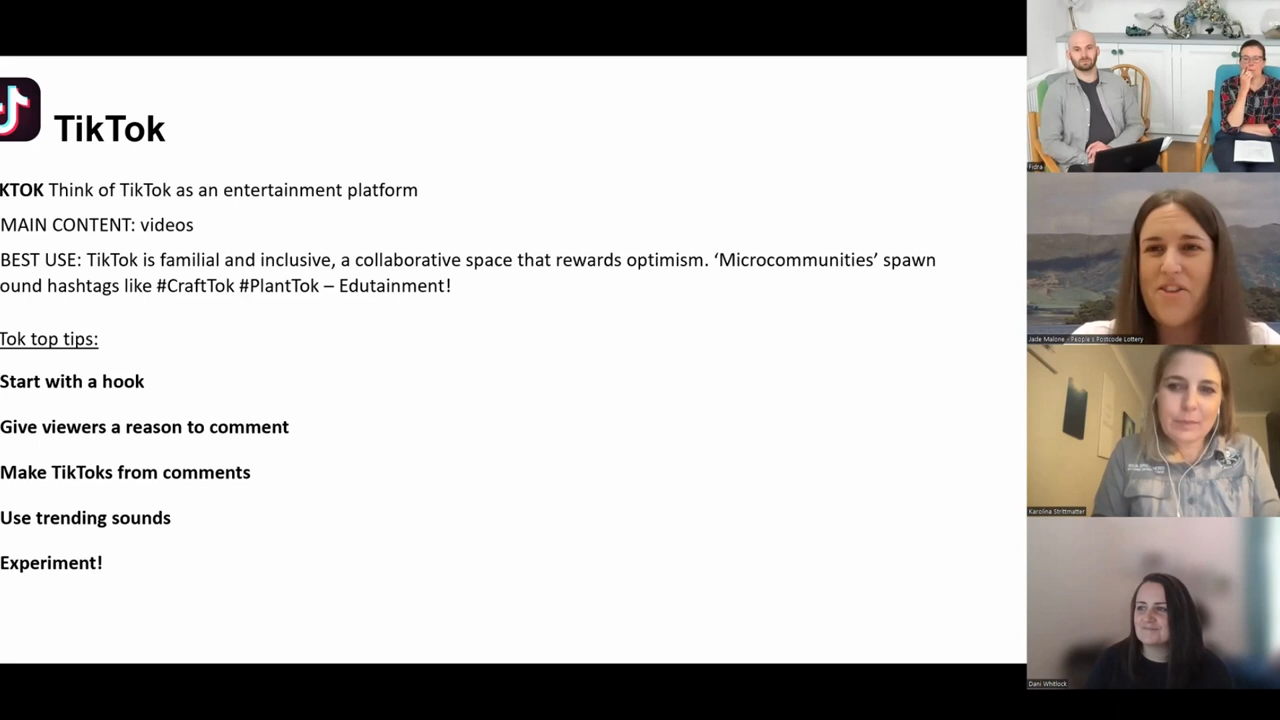 TikTok
KTOK Think of TikTok as an entertainment platform
MAIN CONTENT: videos
BEST USE: TikTok is familial and inclusive, a collaborative space that rewards optimism. ‘Microcommunities’ spawn
ound hashtags like #CraftTok #PlantTok – Edutainment!
Tok top tips:
Start with a hook
Give viewers a reason to comment
Make TikToks from comments
Use trending sounds
Experiment!
Fidra
Jade Malone - People's Postcode Lottery
Karolina Strittmatter
Dani Whitlock